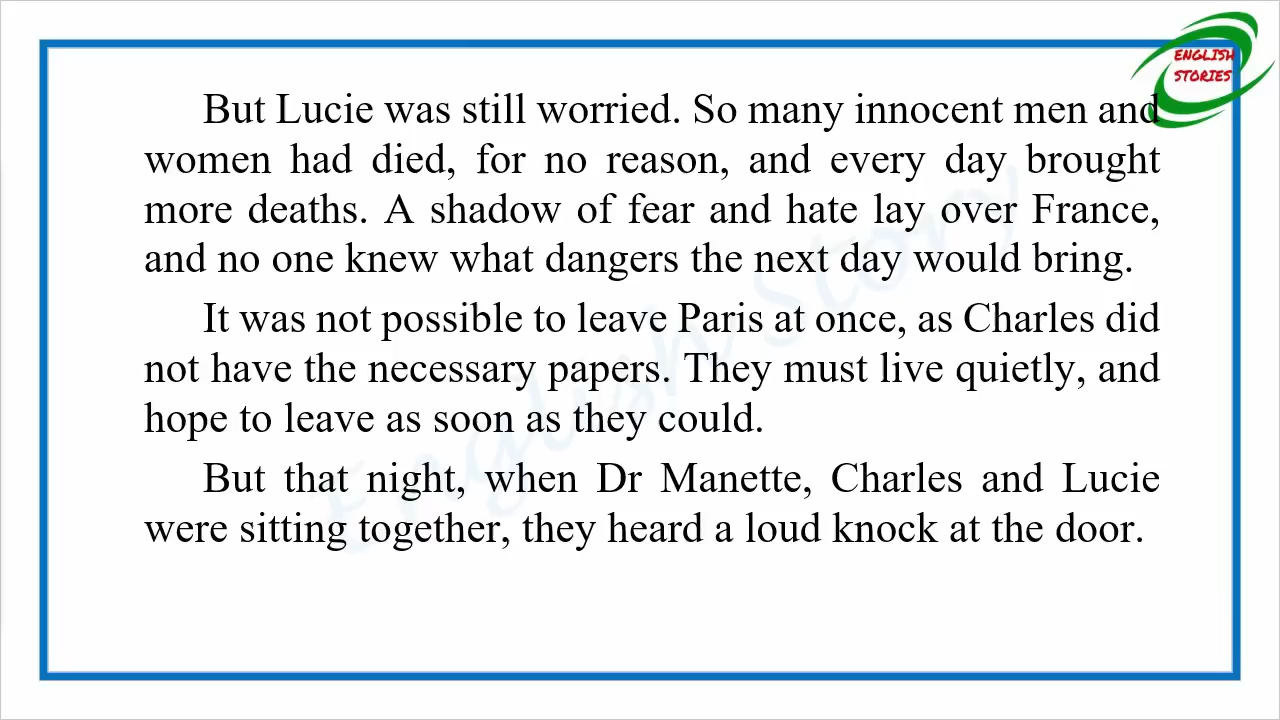 ENGLISH
STORIES
But Lucie was still worried. So many innocent men and
women had died, for no reason, and every day brought
more deaths. A shadow of fear and hate lay over France,
and no one knew what dangers the next day would bring.
It was not possible to leave Paris at once, as Charles did
not have the necessary papers. They must live quietly, and
hope to leave as soon as they could.
But that night, when Dr Manette, Charles and Lucie
were sitting together, they heard a loud knock at the door.
English Story